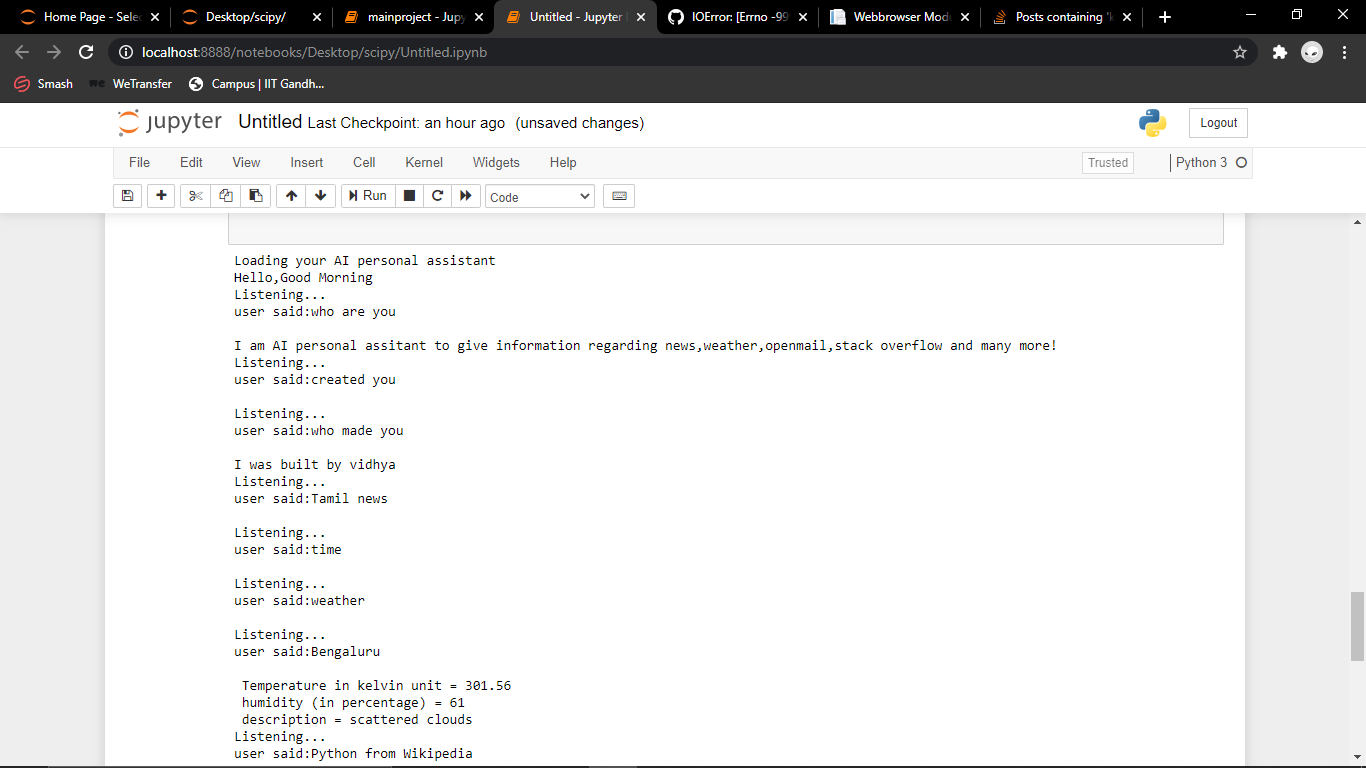 Home Page - Sele
Desktop/scipy/
mainproject - Jupy
Untitled - Jupyter
IOError: [Errno -99
Webbrowser Mod
Posts containing 'k
localhost:8888/notebooks/Desktop/scipy/Untitled.ipynb
Smash
WeTransfer
Campus | IIT Gandh...
jupyter Untitled Last Checkpoint: an hour ago (unsaved changes)
Logout
File Edit View Insert Cell Kernel Widgets Help
Trusted
Python 3
Run
Code
Loading your AI personal assistant
Hello,Good Morning
Listening...
user said:who are you
I am AI personal assitant to give information regarding news,weather,openmail,stack overflow and many more!
Listening...
user said:created you
Listening...
user said:who made you
I was built by vidhya
Listening...
user said:Tamil news
Listening...
user said:time
Listening...
user said:weather
Listening...
user said:Bengaluru
Temperature in kelvin unit = 301.56
humidity (in percentage) = 61
description = scattered clouds
Listening...
user said:Python from Wikipedia